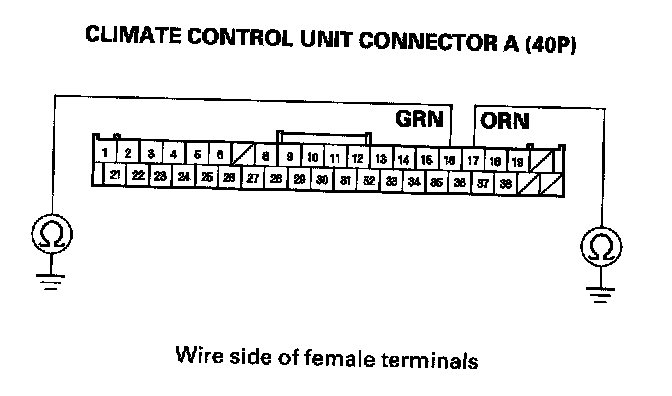 CLIMATE CONTROL UNIT CONNECTOR A (40P)
GRN ORN
1 2 3 4 5 6 8 9 10 11 12 13 14 15 16 17 18 19
21 22 23 24 25 26 27 28 29 30 31 32 33 34 35 36 37 38
Ω Ω
Wire side of female terminals